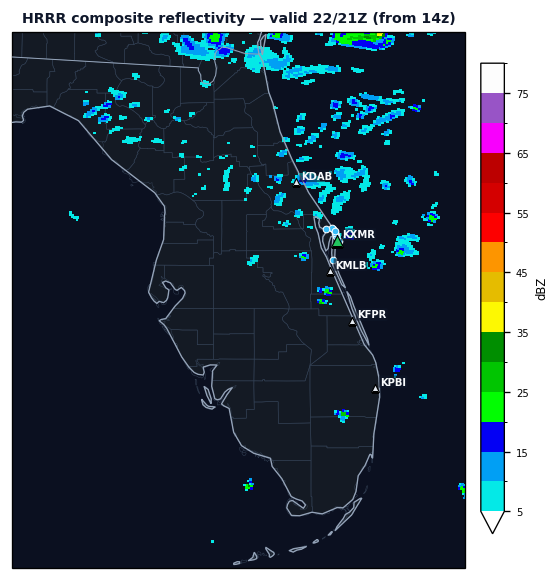 HRRR composite reflectivity — valid 22/21Z (from 14z)
KDAB
KXMR
KMLB
KFPR
KPBI
75
65
55
45
35
25
15
5
dBZ